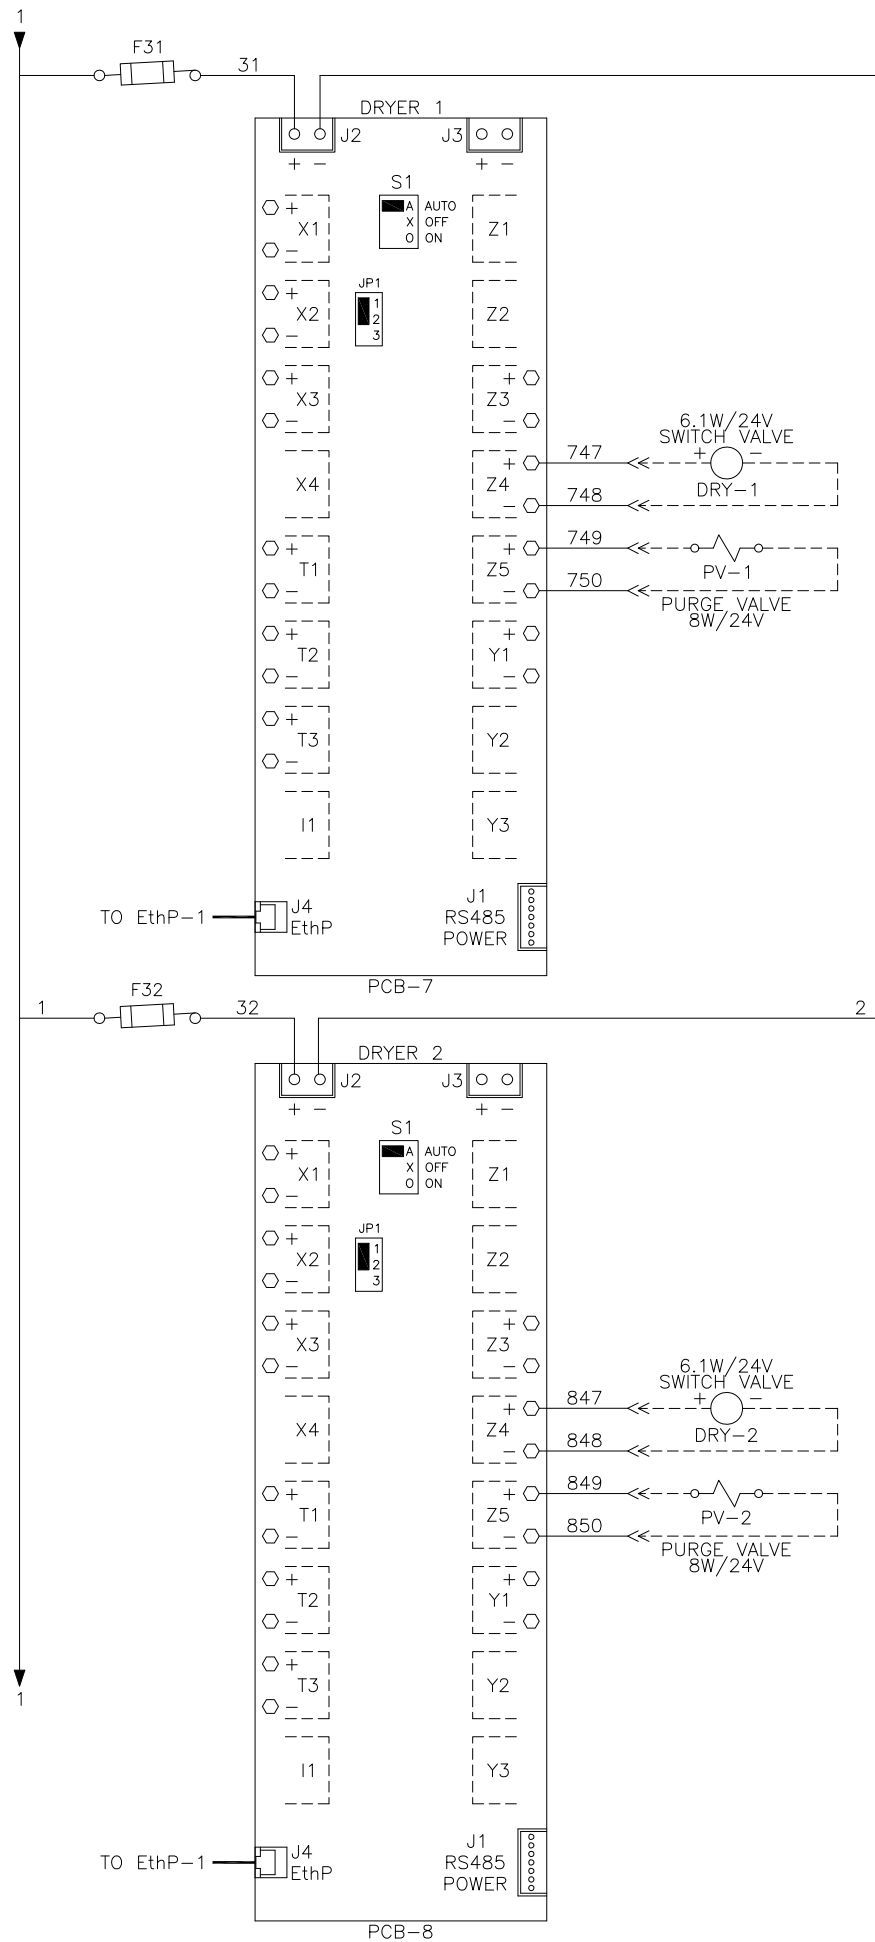 1
F31
31
DRYER 1
J2
J3
+ −
+ −
S1
A AUTO
X OFF
O ON
+
X1
−
Z1
JP1
1
2
3
+
X2
−
Z2
+
X3
−
+
Z3
−
6.1W/24V
SWITCH VALVE
+ −
DRY−1
X4
+
Z4
−
747
748
+
T1
−
+
Z5
−
749
750
PV−1
PURGE VALVE
8W/24V
+
T2
−
+
Y1
−
+
T3
−
Y2
I1
Y3
TO EthP−1
J4
EthP
J1
RS485
POWER
PCB−7
1
F32
32
2
DRYER 2
J2
J3
+ −
+ −
S1
A AUTO
X OFF
O ON
+
X1
−
Z1
JP1
1
2
3
+
X2
−
Z2
+
X3
−
+
Z3
−
6.1W/24V
SWITCH VALVE
+ −
DRY−2
X4
+
Z4
−
847
848
+
T1
−
+
Z5
−
849
850
PV−2
PURGE VALVE
8W/24V
+
T2
−
+
Y1
−
+
T3
−
Y2
1
I1
Y3
TO EthP−1
J4
EthP
J1
RS485
POWER
PCB−8